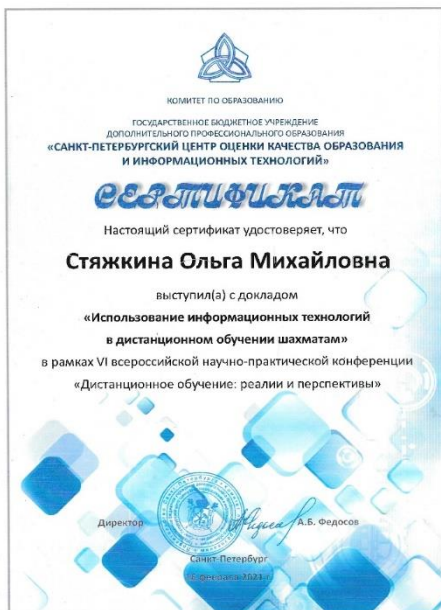 КОМИТЕТ ПО ОБРАЗОВАНИЮ
ГОСУДАРСТВЕННОЕ БЮДЖЕТНОЕ УЧРЕЖДЕНИЕ
ДОПОЛНИТЕЛЬНОГО ПРОФЕССИОНАЛЬНОГО ОБРАЗОВАНИЯ
«САНКТ-ПЕТЕРБУРГСКИЙ ЦЕНТР ОЦЕНКИ КАЧЕСТВА ОБРАЗОВАНИЯ
И ИНФОРМАЦИОННЫХ ТЕХНОЛОГИЙ»
СЕРТИФИКАТ
Настоящий сертификат удостоверяет, что
Стяжкина Ольга Михайловна
выступил(а) с докладом
«Использование информационных технологий
в дистанционном обучении шахматам»
в рамках VI всероссийской научно-практической конференции
«Дистанционное обучение: реалии и перспективы»
Директор
А.Б. Федосов
Санкт-Петербург
февраля 2021 г.